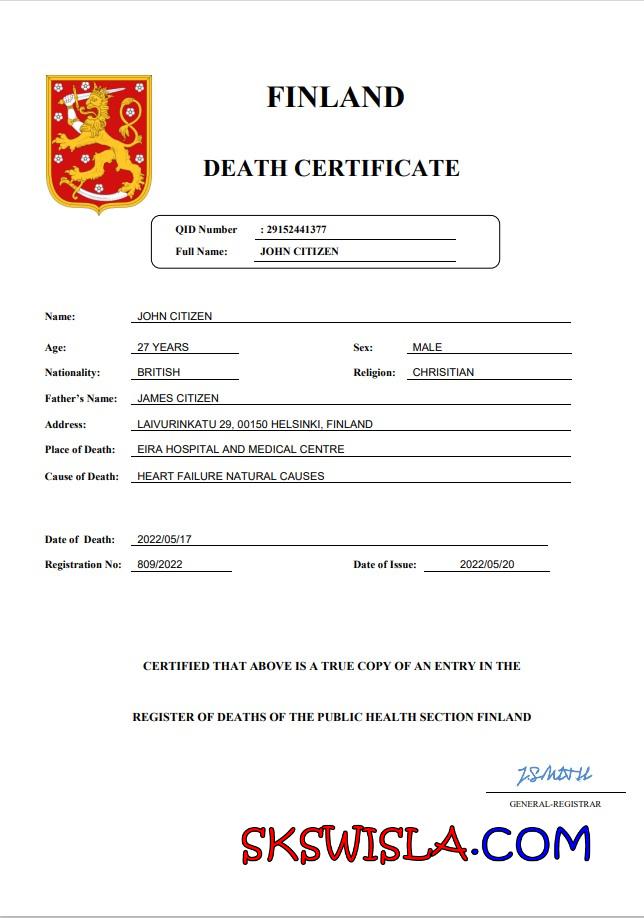 FINLAND
DEATH CERTIFICATE
QID Number : 29152441377
Full Name: JOHN CITIZEN
Name: JOHN CITIZEN
Age: 27 YEARS Sex: MALE
Nationality: BRITISH Religion: CHRISITIAN
Father's Name: JAMES CITIZEN
Address: LAIVURINKATU 29, 00150 HELSINKI, FINLAND
Place of Death: EIRA HOSPITAL AND MEDICAL CENTRE
Cause of Death: HEART FAILURE NATURAL CAUSES
Date of Death: 2022/05/17
Registration No: 809/2022 Date of Issue: 2022/05/20
CERTIFIED THAT ABOVE IS A TRUE COPY OF AN ENTRY IN THE
REGISTER OF DEATHS OF THE PUBLIC HEALTH SECTION FINLAND
GENERAL-REGISTRAR
SKSWISLA.COM